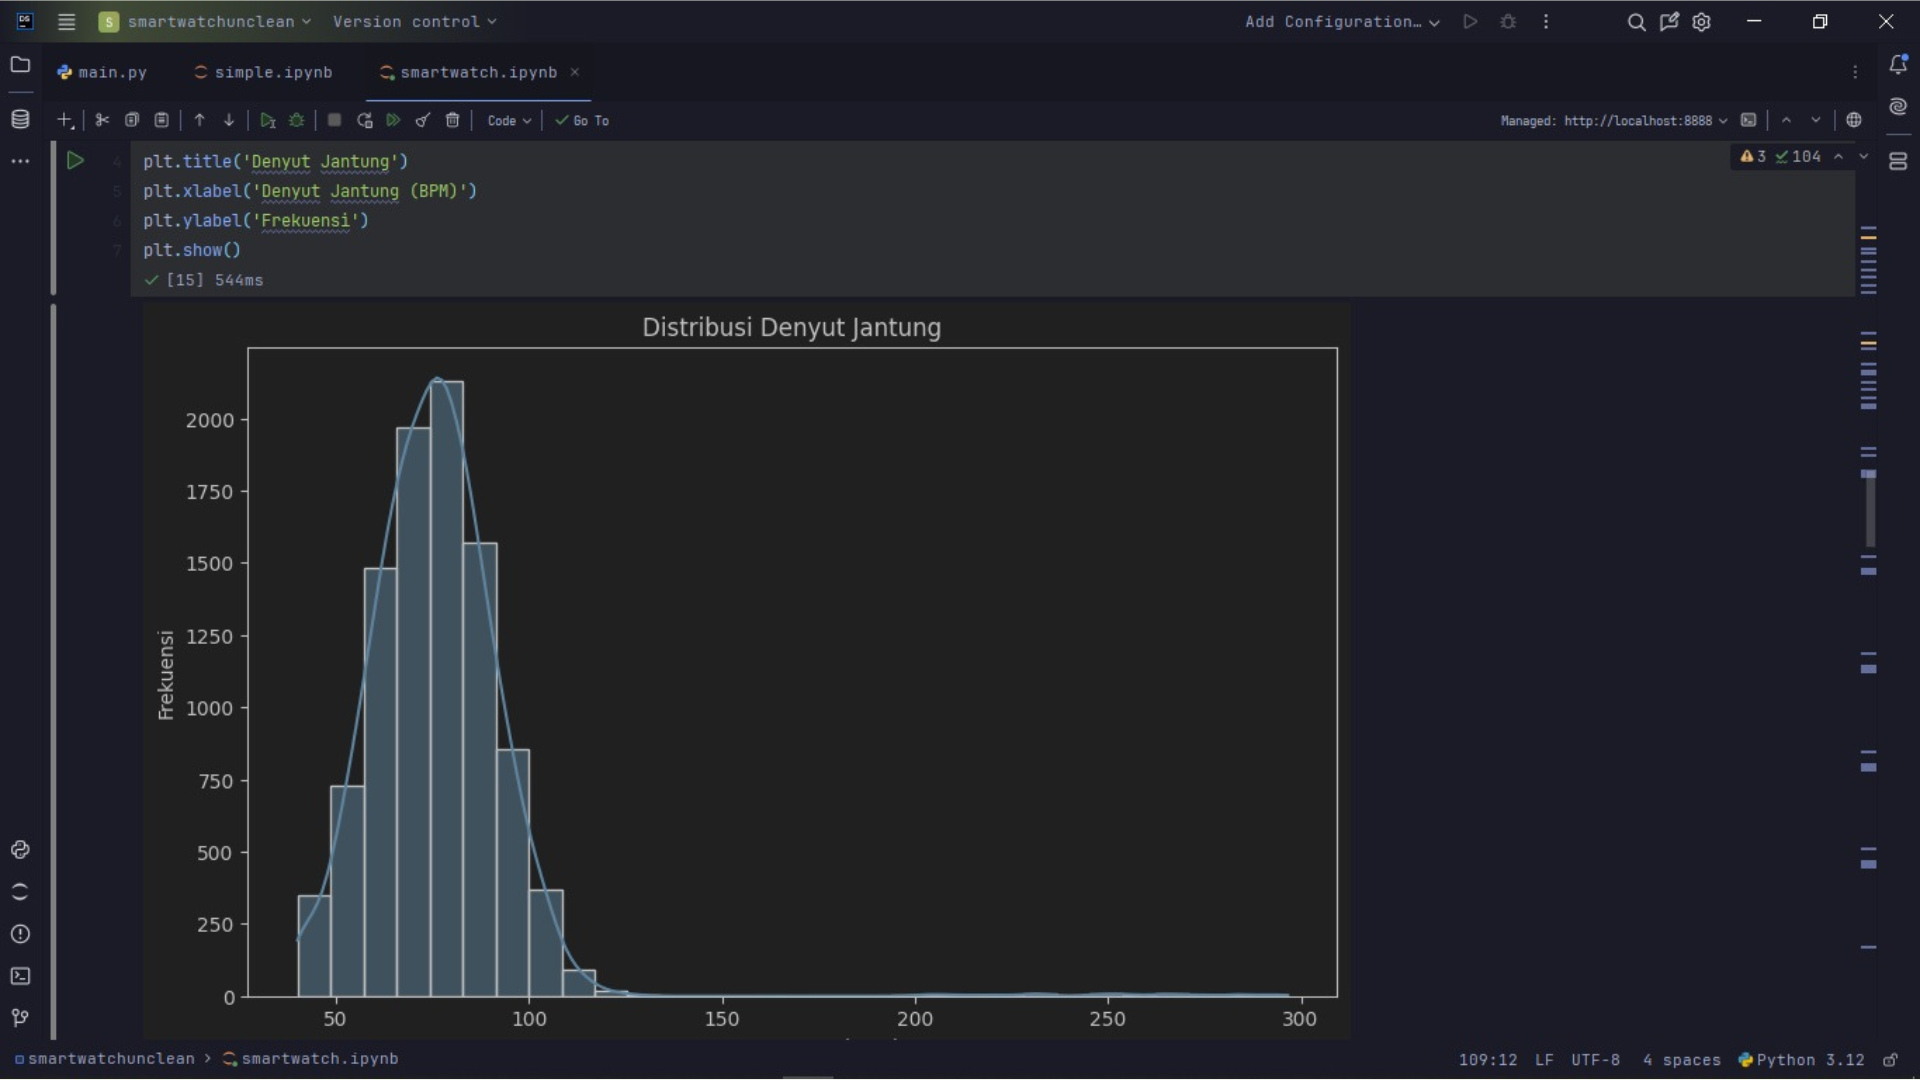 DS
S smartwatchunclean Version control Add Configuration…
main.py simple.ipynb smartwatch.ipynb
Code Go To Managed: http://localhost:8888
3 104
4 plt.title('Denyut Jantung')
5 plt.xlabel('Denyut Jantung (BPM)')
6 plt.ylabel('Frekuensi')
7 plt.show()
[15] 544ms
Distribusi Denyut Jantung
Frekuensi
2000
1750
1500
1250
1000
750
500
250
0
50 100 150 200 250 300
smartwatchunclean > smartwatch.ipynb 109:12 LF UTF-8 4 spaces Python 3.12